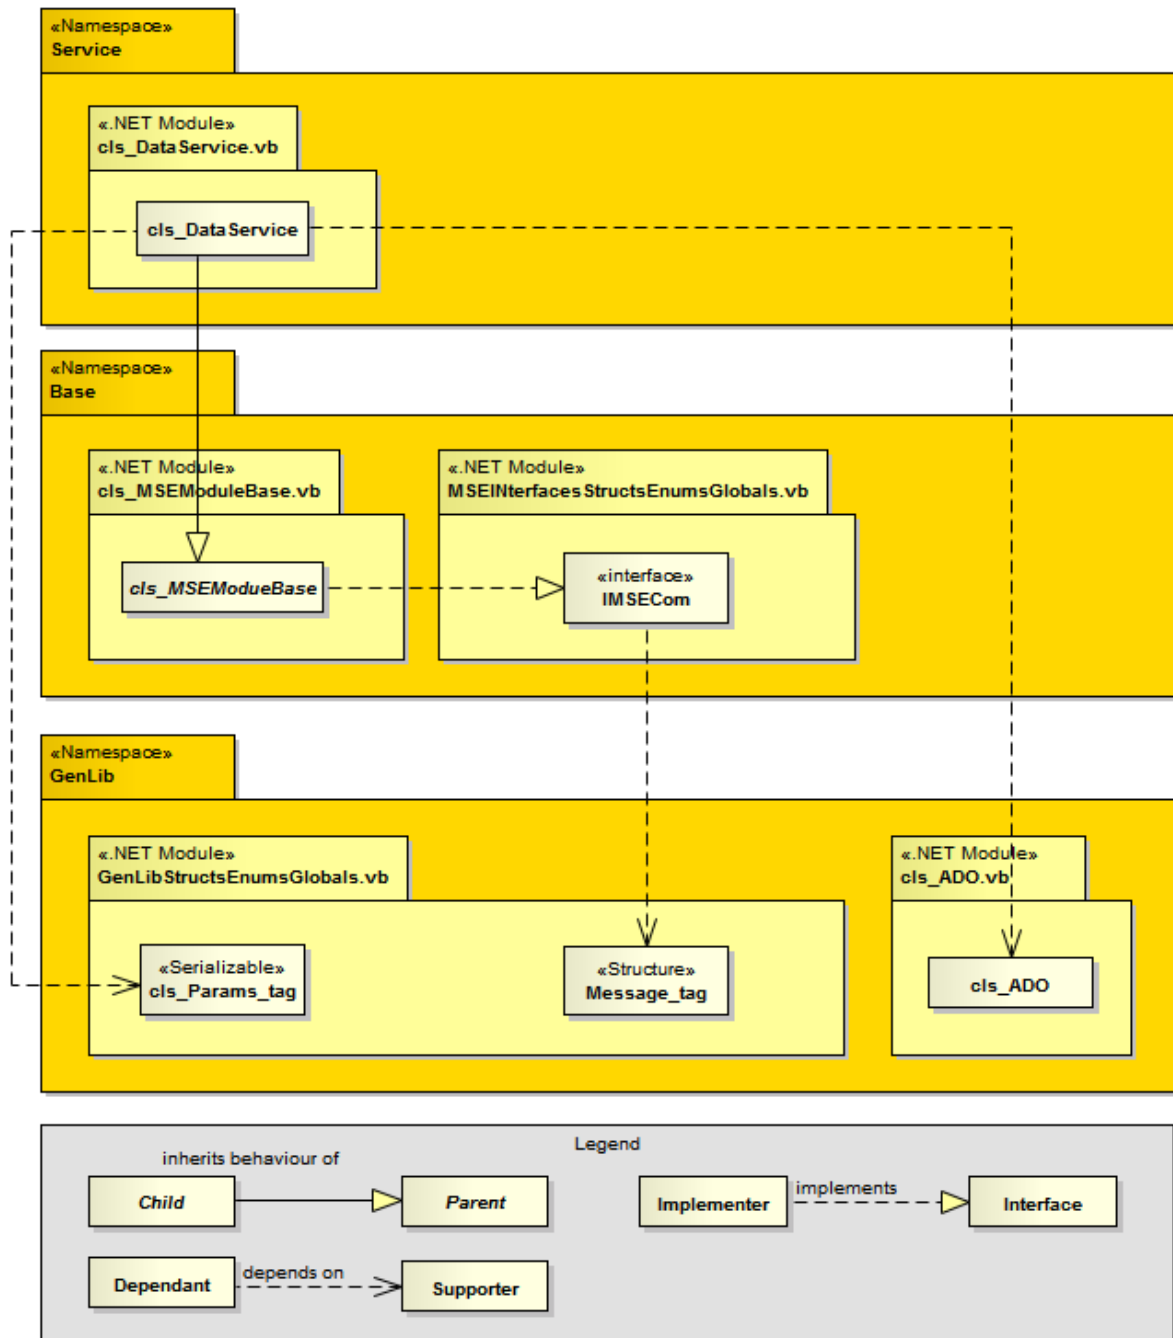 «Namespace»
Service
«.NET Module»
cls_DataService.vb
cls_DataService
«Namespace»
Base
«.NET Module»
cls_MSEModuleBase.vb
cls_MSEModueBase
«.NET Module»
MSEINterfacesStructsEnumsGlobals.vb
«interface»
IMSECom
«Namespace»
GenLib
«.NET Module»
GenLibStructsEnumsGlobals.vb
«Serializable»
cls_Params_tag
«Structure»
Message_tag
«.NET Module»
cls_ADO.vb
cls_ADO
Legend
inherits behaviour of
Child
Parent
implements
Implementer
Interface
depends on
Dependant
Supporter